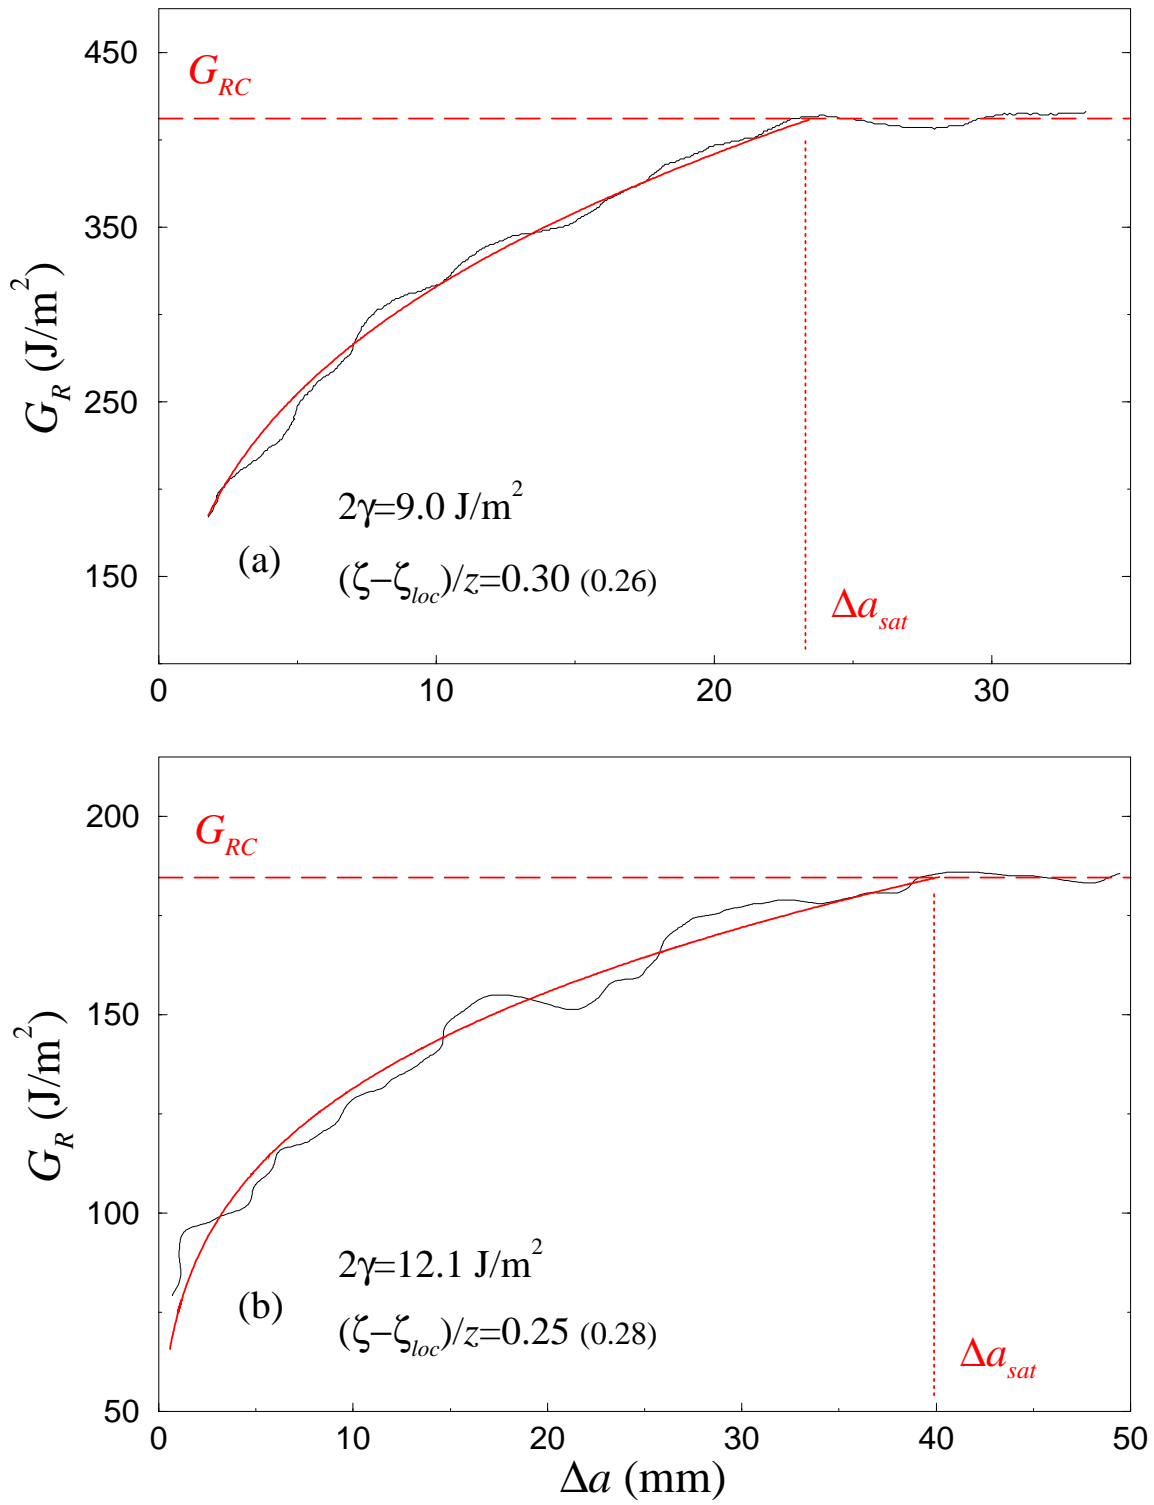 450
G_RC
350
G_R (J/m²)
250
2γ=9.0 J/m²
(a)
150
(ζ−ζ_loc)/z=0.30 (0.26)
Δa_sat
0 10 20 30
200
G_RC
150
G_R (J/m²)
100
2γ=12.1 J/m²
(b)
(ζ−ζ_loc)/z=0.25 (0.28)
Δa_sat
50
0 10 20 30 40 50
Δa (mm)